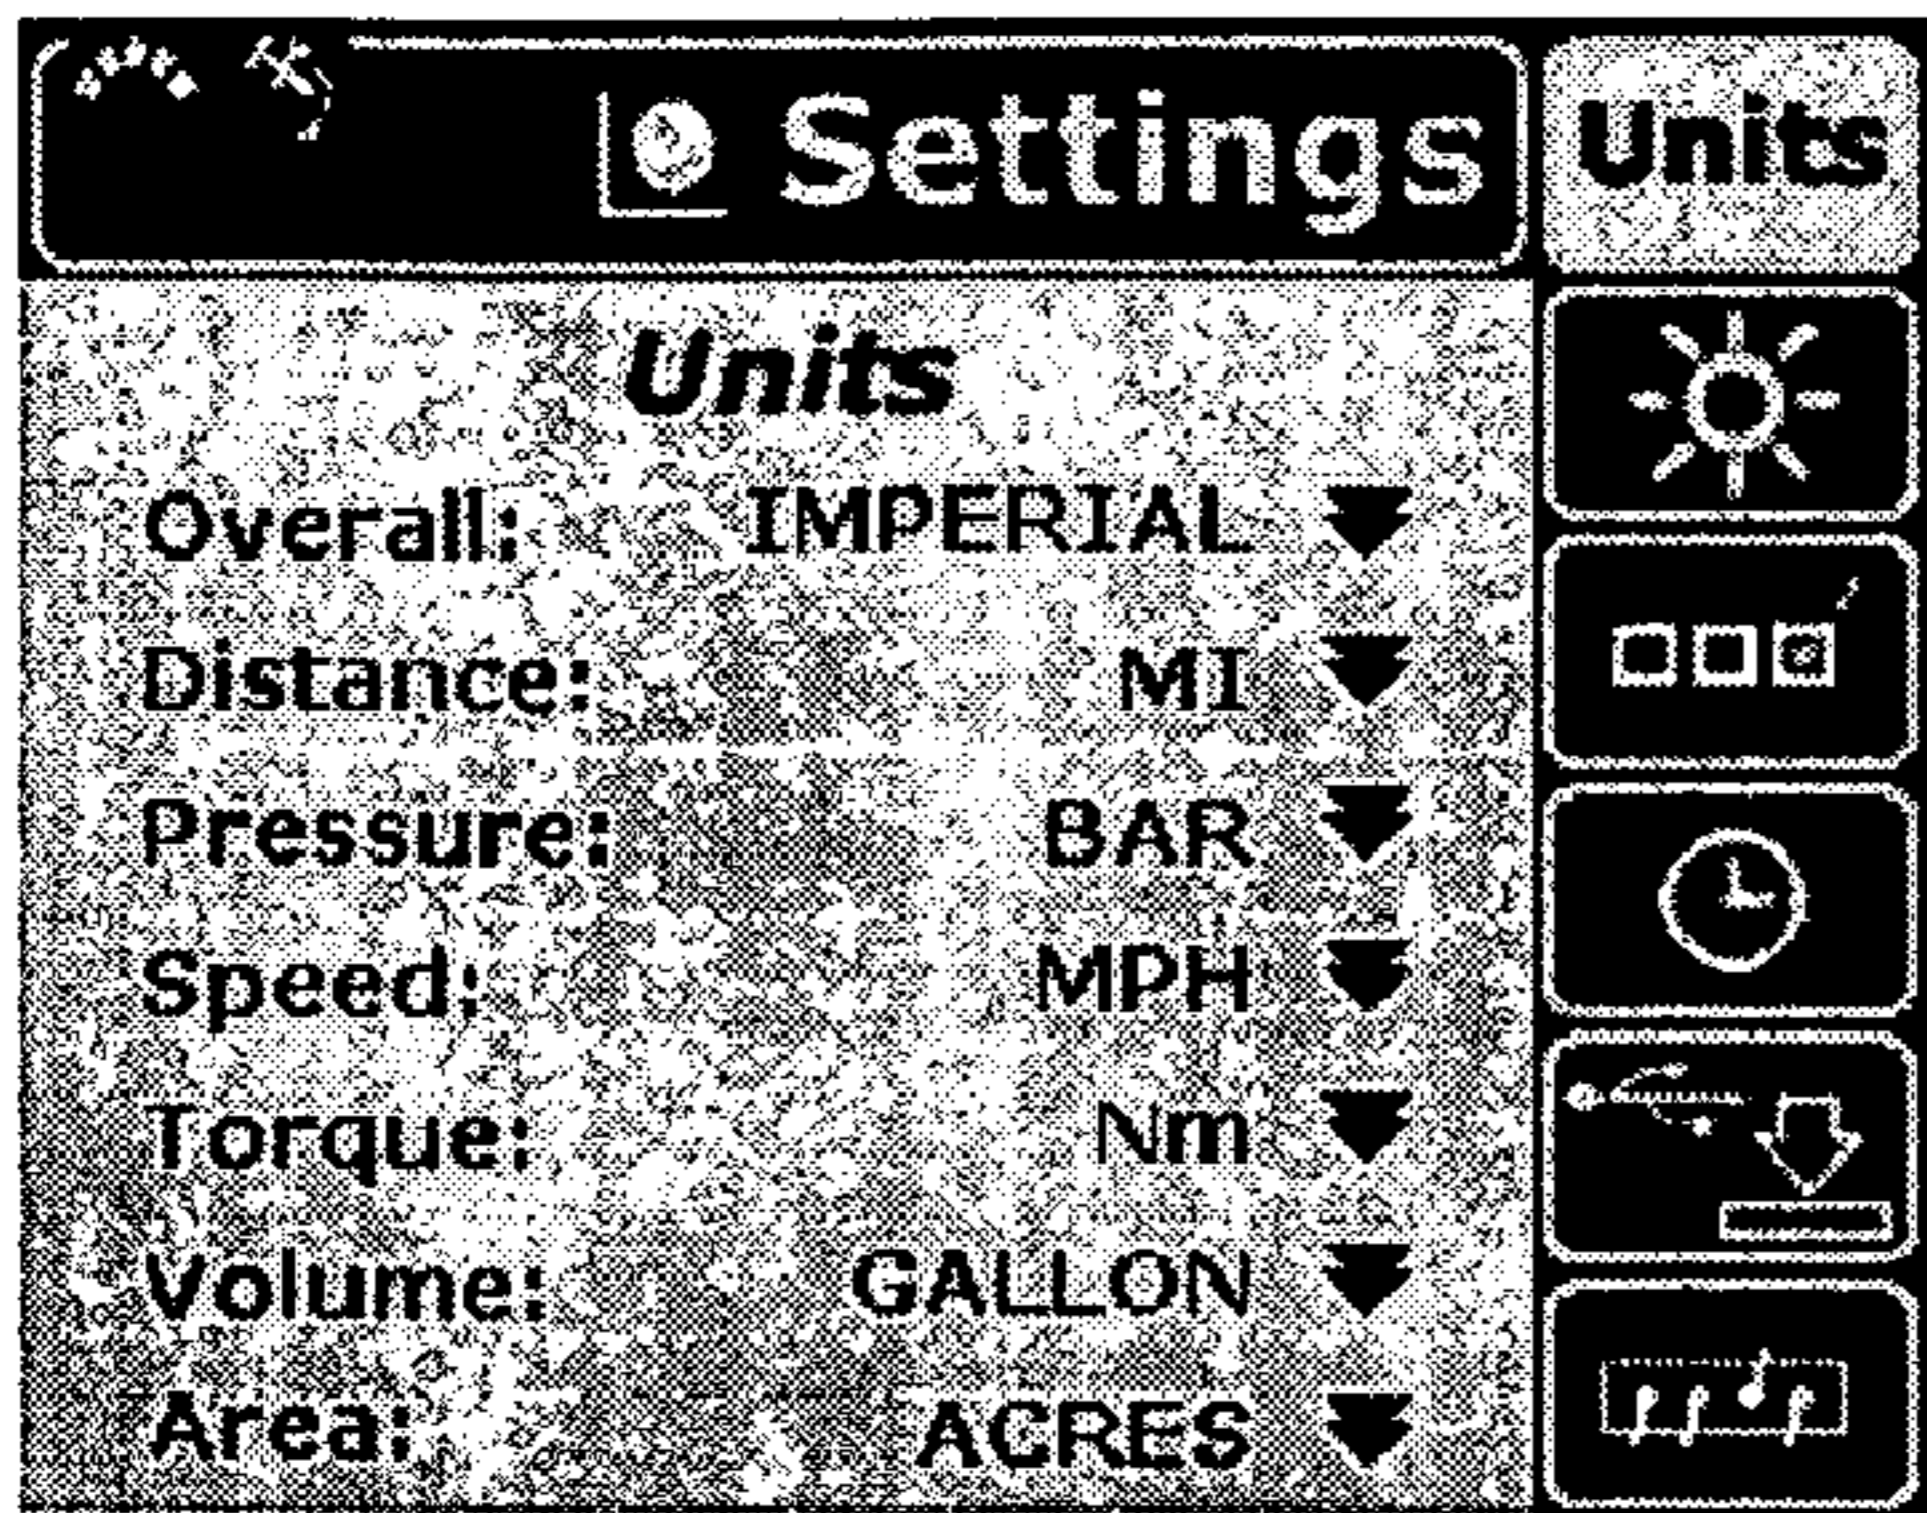 Settings
Units
Units
Overall: IMPERIAL
Distance: MI
Pressure: BAR
Speed: MPH
Torque: Nm
Volume: GALLON
Area: ACRES